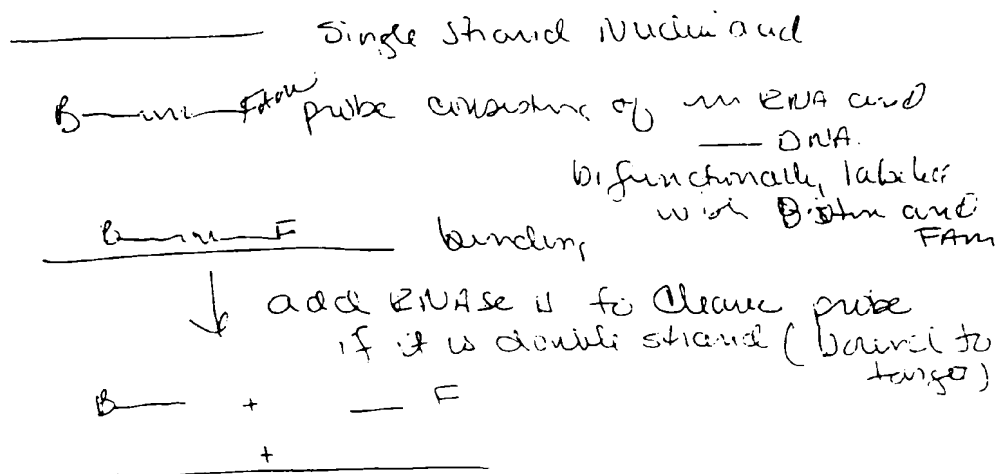 Single strand Nucleic acid
B FAM probe consisting of RNA and
DNA.
bifunctionally labeled
with Biotin and
FAM
B F binding
add RNAse H to Cleave probe
if it is double strand (bound to
target)
B + F
+